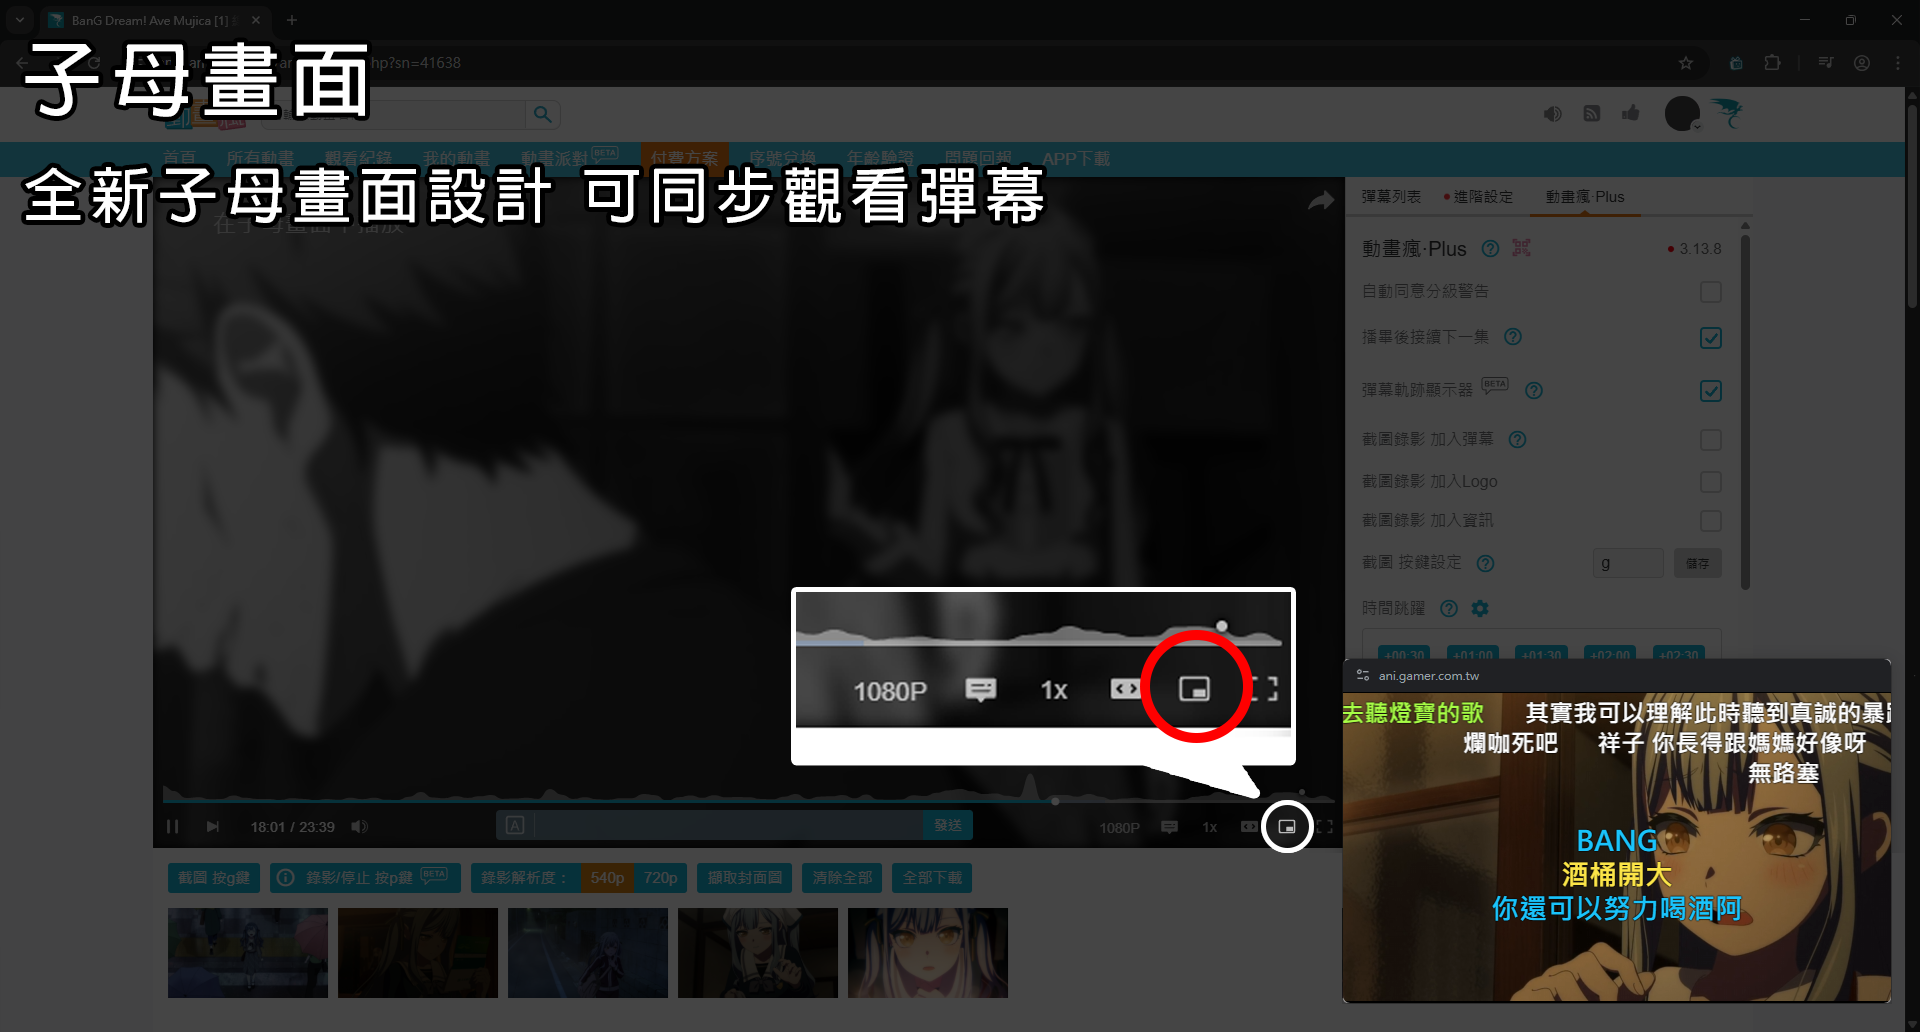 BanG Dream! Ave Mujica [1]
hp?sn=41638
子母畫面
首頁 所有動畫 觀看紀錄 我的動畫 動畫派對 BETA 付費方案 序號兌換 年齡驗證 問題回報 APP下載
全新子母畫面設計 可同步觀看彈幕
在子母畫面中播放
彈幕列表 進階設定 動畫瘋·Plus
動畫瘋·Plus 3.13.8
自動同意分級警告
播畢後接續下一集
彈幕軌跡顯示器 BETA
截圖錄影 加入彈幕
截圖錄影 加入Logo
截圖錄影 加入資訊
截圖 按鍵設定 g 儲存
時間跳躍
+00:30 +01:00 +01:30 +02:00 +02:30
1080P 1x
ani.gamer.com.tw
去聽燈寶的歌 其實我可以理解此時聽到真誠的暴
爛咖死吧 祥子 你長得跟媽媽好像呀
無路塞
BANG
酒桶開大
你還可以努力喝酒阿
18:01 / 23:39 A 發送 1080P 1x
截圖 按g鍵 錄影/停止 按p鍵 BETA 錄影解析度： 540p 720p 擷取封面圖 清除全部 全部下載